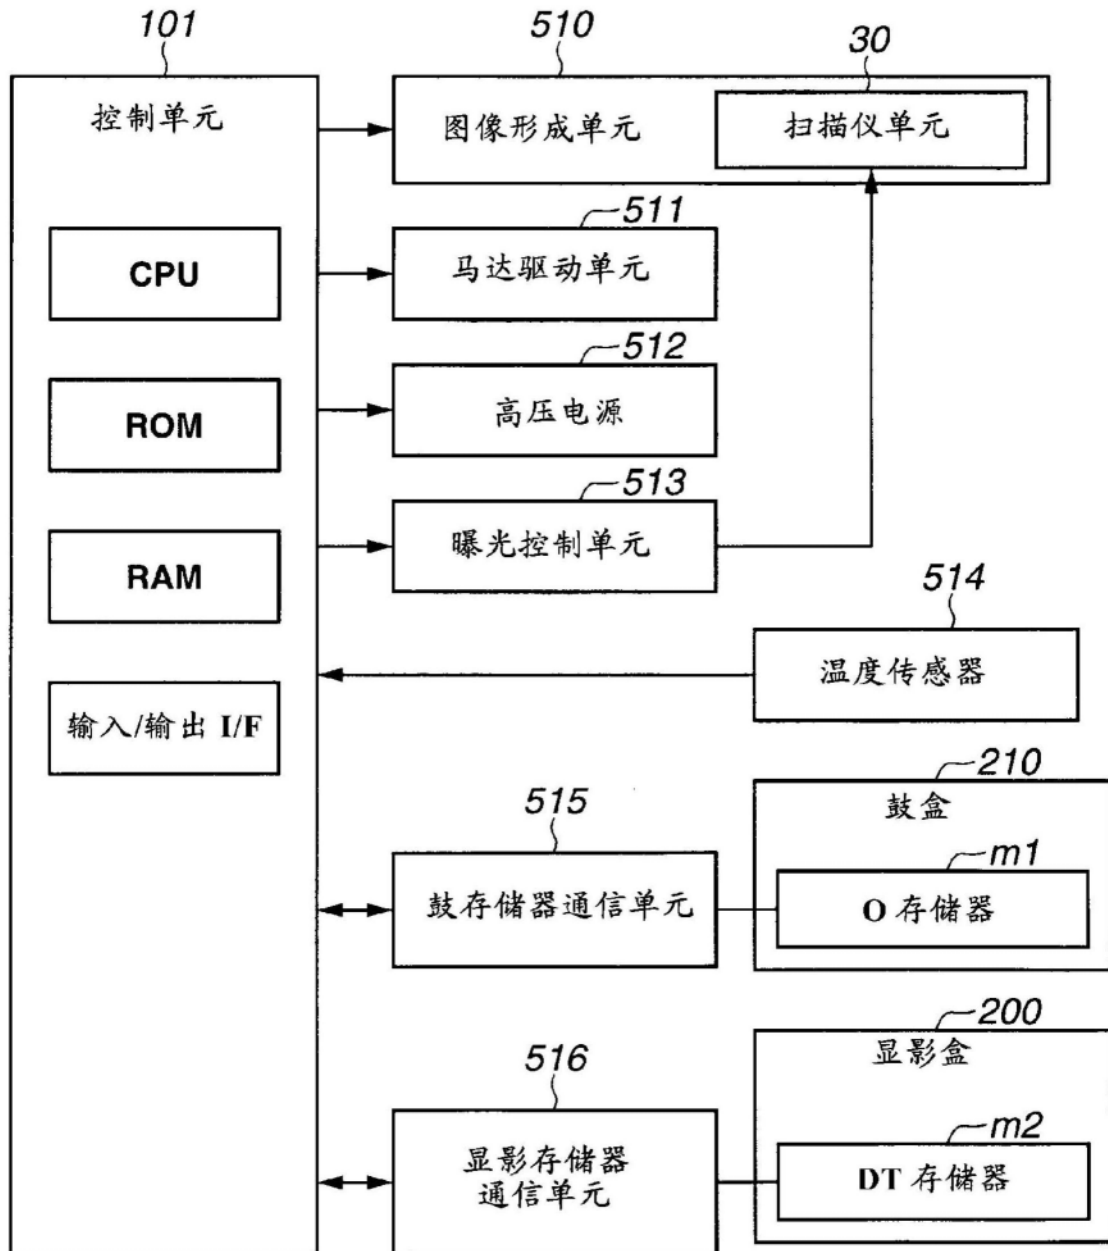 101
510
30
控制单元
图像形成单元
扫描仪单元
511
CPU
马达驱动单元
512
ROM
高压电源
513
RAM
曝光控制单元
514
温度传感器
输入/输出 I/F
210
鼓盒
515
m1
鼓存储器通信单元
O 存储器
200
显影盒
516
m2
显影存储器
通信单元
DT 存储器